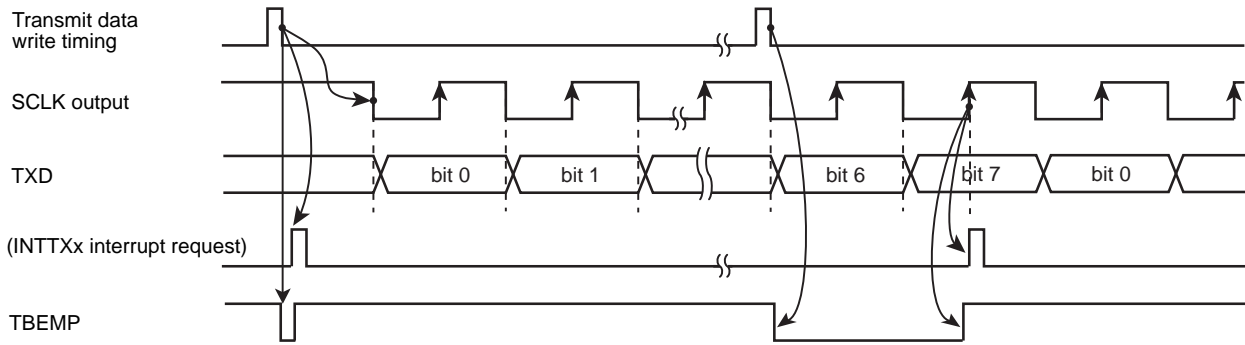 Transmit data
write timing
SCLK output
TXD
bit 0
bit 1
bit 6
bit 7
bit 0
(INTTXx interrupt request)
TBEMP